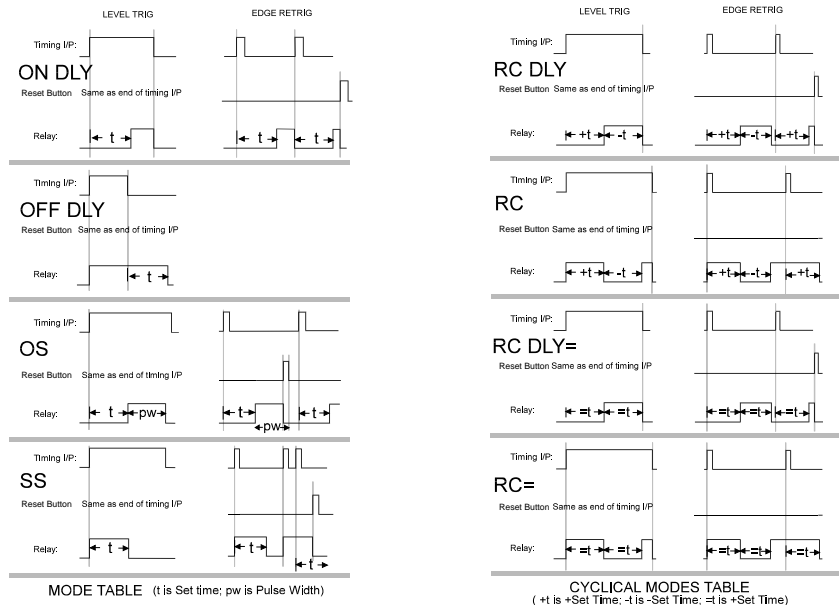 LEVEL TRIG EDGE RETRIG
Timing I/P:
ON DLY
Reset Button Same as end of timing I/P
Relay: t t t
OFF DLY
Timing I/P:
Reset Button Same as end of timing I/P
Relay: t
Timing I/P:
OS
Reset Button Same as end of timing I/P
Relay: t pw t t
pw
Timing I/P:
SS
Reset Button Same as end of timing I/P
Relay: t t
t
MODE TABLE (t is Set time; pw is Pulse Width)
LEVEL TRIG EDGE RETRIG
Timing I/P:
RC DLY
Reset Button Same as end of timing I/P
Relay: +t -t +t -t +t
Timing I/P:
RC
Reset Button Same as end of timing I/P
Relay: +t -t +t -t +t
Timing I/P:
RC DLY=
Reset Button Same as end of timing I/P
Relay: =t =t =t =t =t
Timing I/P:
RC=
Reset Button Same as end of timing I/P
Relay: =t =t =t =t =t
CYCLICAL MODES TABLE
( +t is +Set Time; -t is -Set Time; =t is +Set Time)